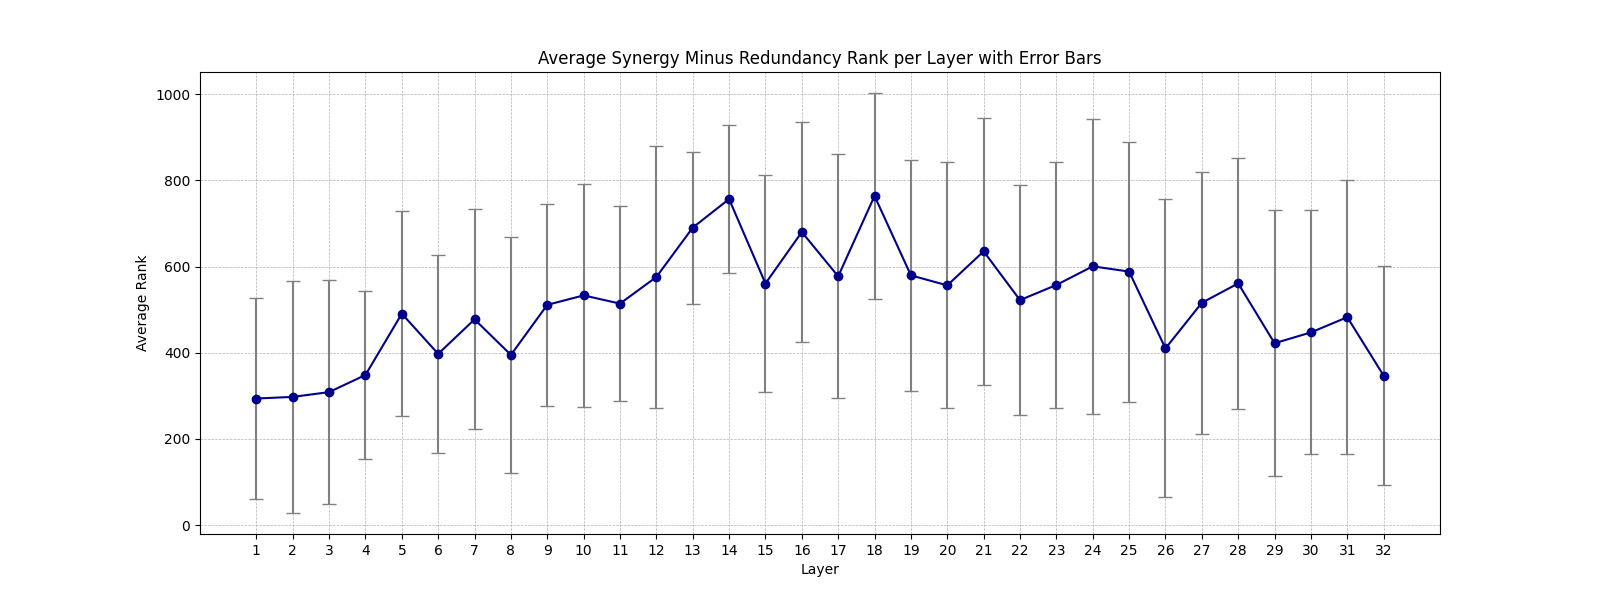 Average Synergy Minus Redundancy Rank per Layer with Error Bars
1000
800
600
400
200
0
Average Rank
1 2 3 4 5 6 7 8 9 10 11 12 13 14 15 16 17 18 19 20 21 22 23 24 25 26 27 28 29 30 31 32
Layer